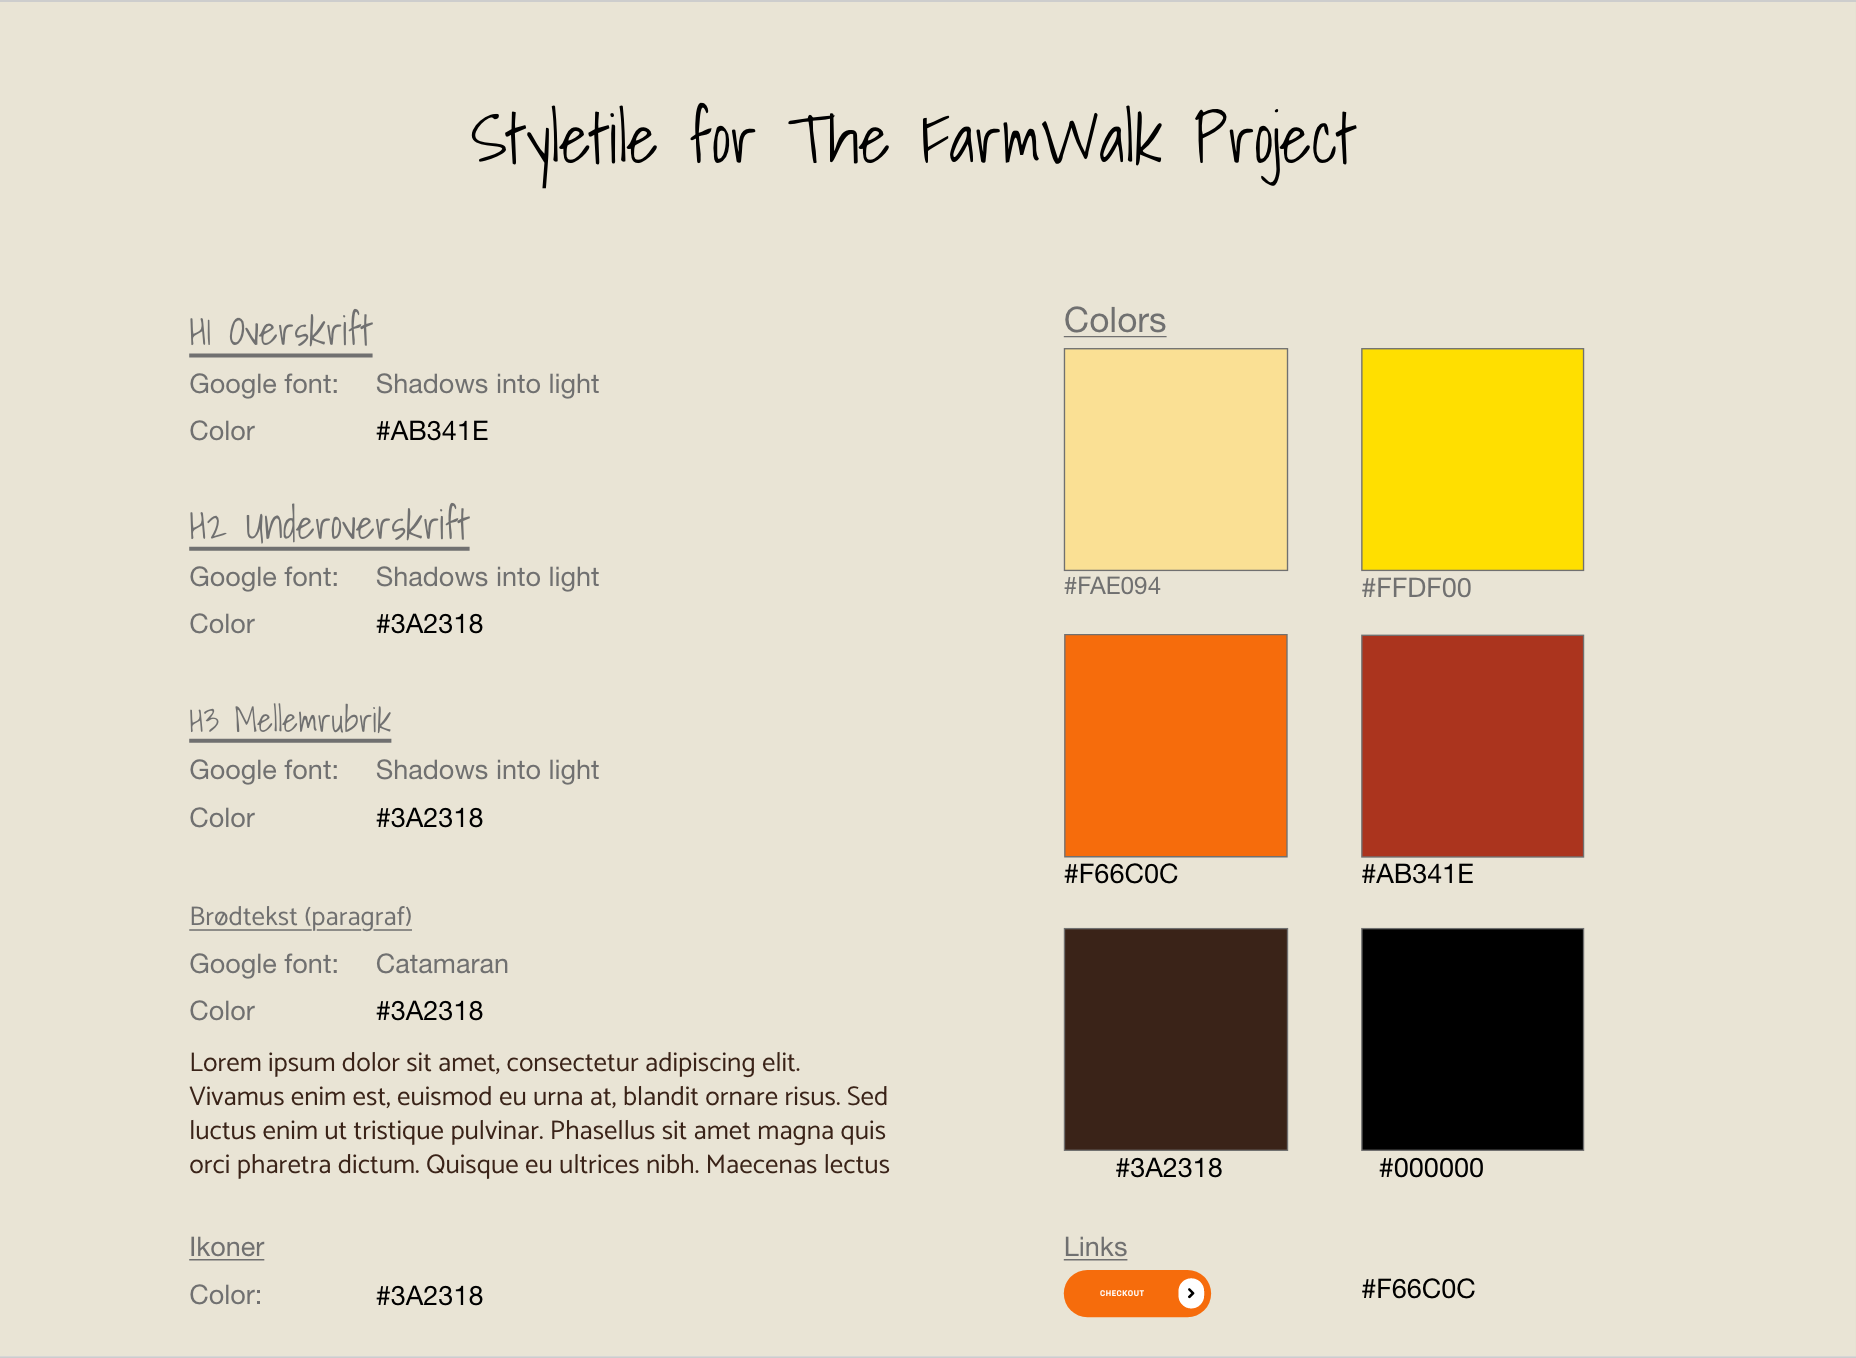 Styletile for The FarmWalk Project
H1 Overskrift
Google font: Shadows into light
Color #AB341E
H2 Underoverskrift
Google font: Shadows into light
Color #3A2318
H3 Mellemrubrik
Google font: Shadows into light
Color #3A2318
Brødtekst (paragraf)
Google font: Catamaran
Color #3A2318
Lorem ipsum dolor sit amet, consectetur adipiscing elit.
Vivamus enim est, euismod eu urna at, blandit ornare risus. Sed
luctus enim ut tristique pulvinar. Phasellus sit amet magna quis
orci pharetra dictum. Quisque eu ultrices nibh. Maecenas lectus
Ikoner
Color: #3A2318
Colors
#FAE094 #FFDF00
#F66C0C #AB341E
#3A2318 #000000
Links
CHECKOUT #F66C0C